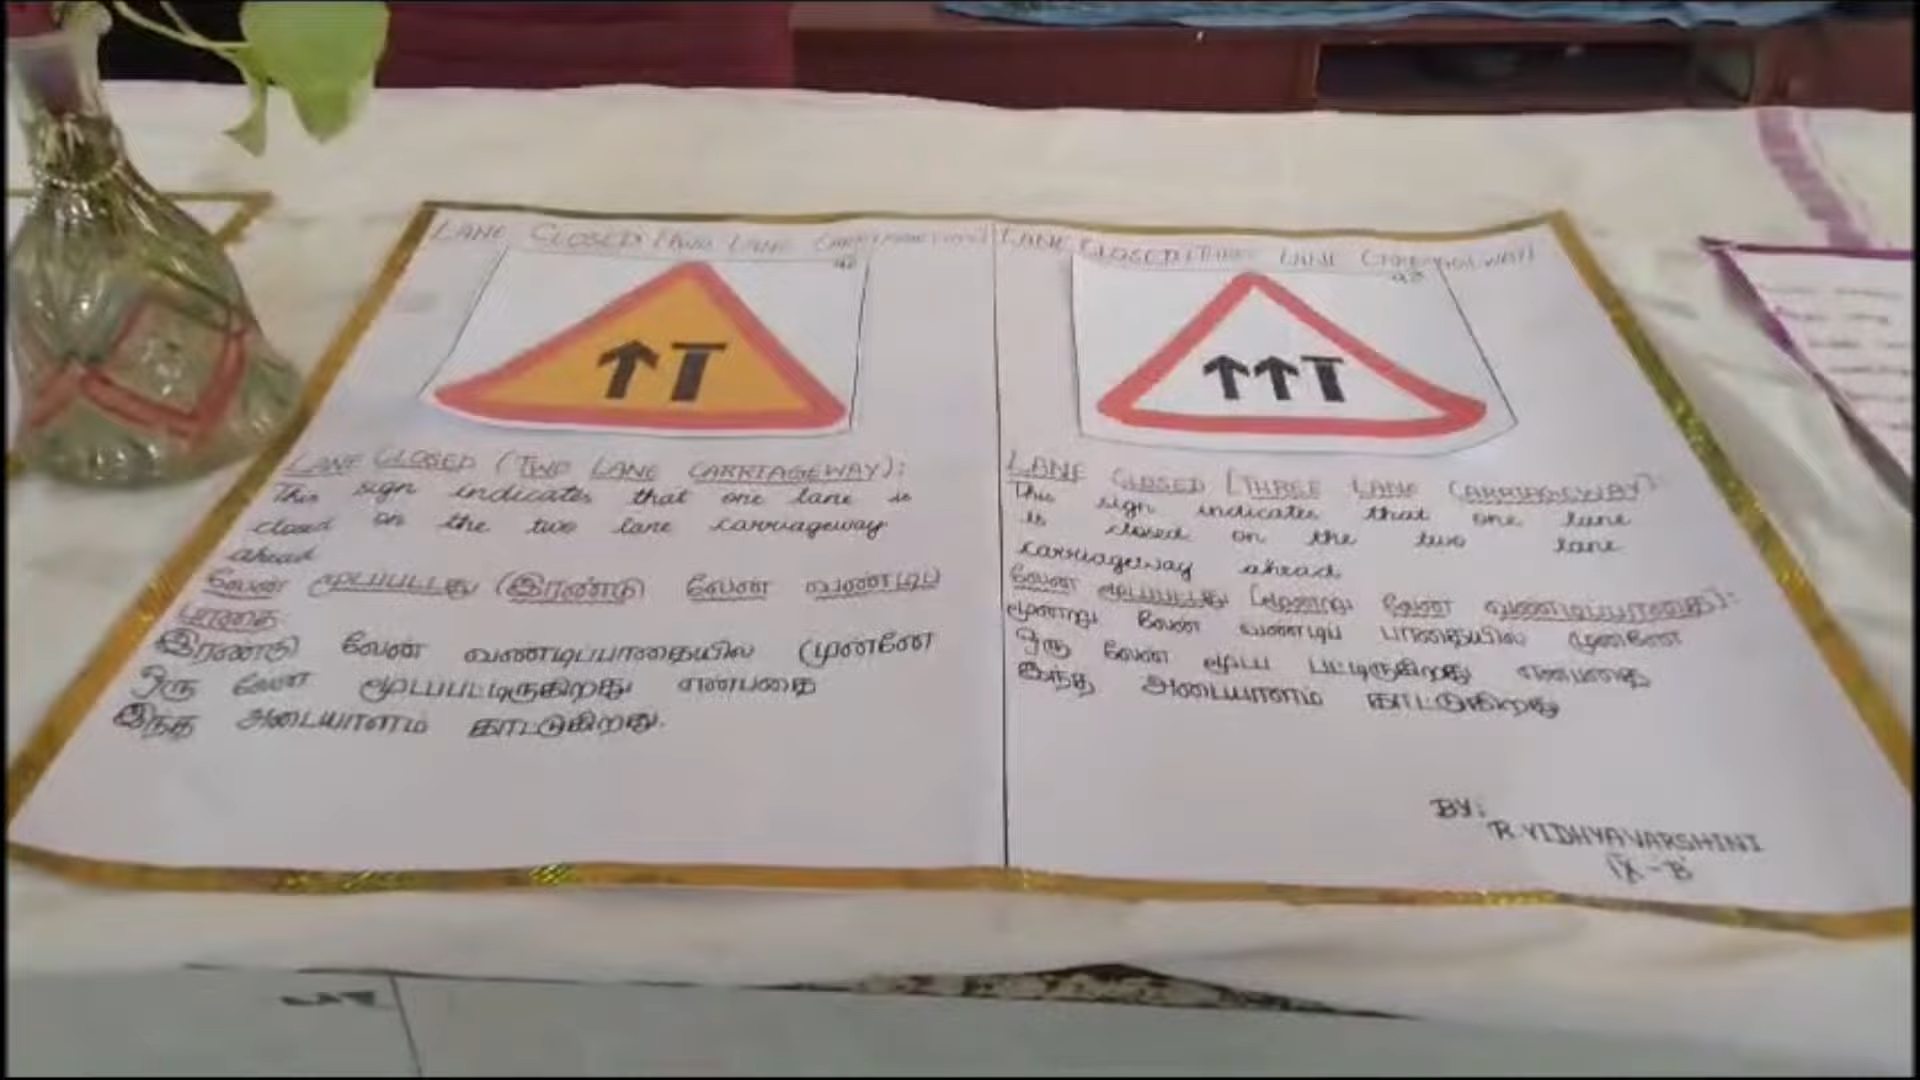 LANE CLOSED (TWO LANE CARRIAGEWAY)
42
LANE CLOSED (TWO LANE CARRIAGEWAY):
This sign indicates that one lane is
closed on the two lane carriageway
ahead
லேன் மூடப்பட்டது (இரண்டு லேன் வண்டிப்
பாதை
இரண்டு லேன் வண்டிப்பாதையில் முன்னே
ஒரு லேன் மூடப்பட்டிருக்கிறது என்பதை
இந்த அடையாளம் காட்டுகிறது.
LANE CLOSED (THREE LANE CARRIAGEWAY)
43
LANE CLOSED [THREE LANE CARRIAGEWAY]:
This sign indicates that one lane
is closed on the two lane
carriageway ahead
லேன் மூடப்பட்டது [மூன்று லேன் வண்டிப்பாதை]:
மூன்று லேன் வண்டிப் பாதையில் முன்னே
ஒரு லேன் மூடப் பட்டிருக்கிறது என்பதை
இந்த அடையாளம் காட்டுகிறது
BY:
R.VIDHYAVARSHINI
IX-B